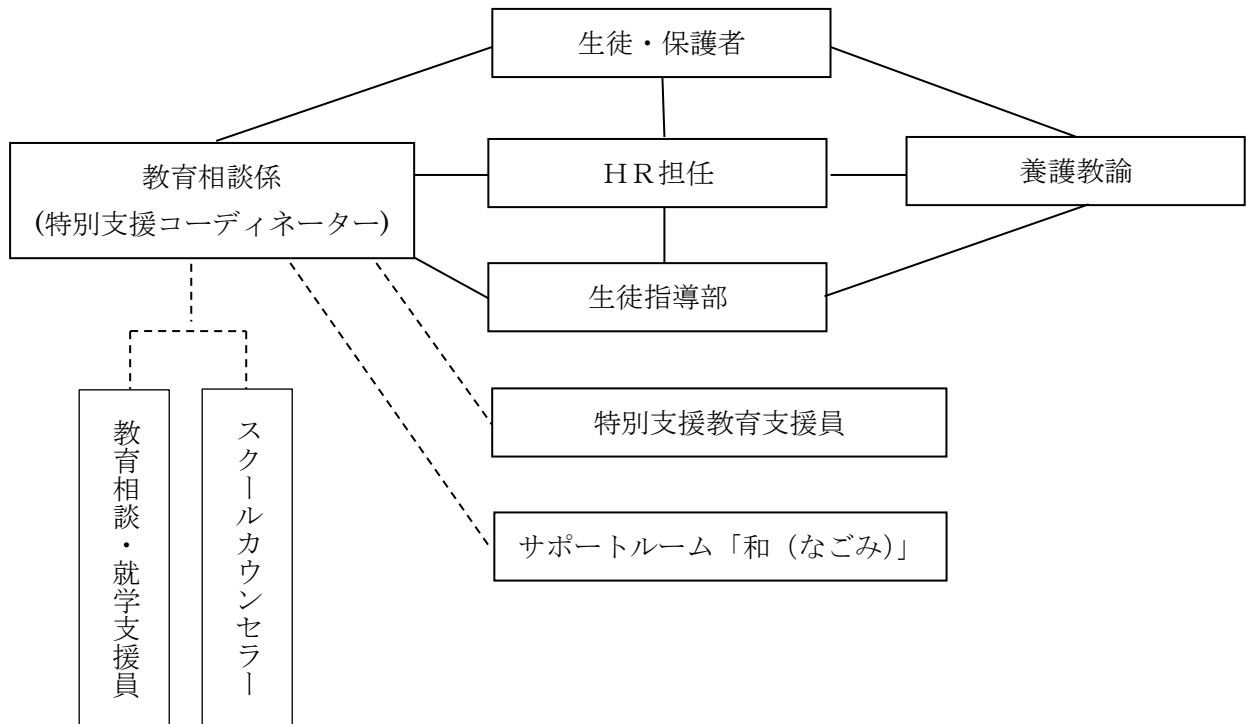 生徒・保護者
教育相談係
(特別支援コーディネーター)
ＨＲ担任
養護教諭
生徒指導部
特別支援教育支援員
サポートルーム「和（なごみ）」
教育相談・就学支援員
スクールカウンセラー